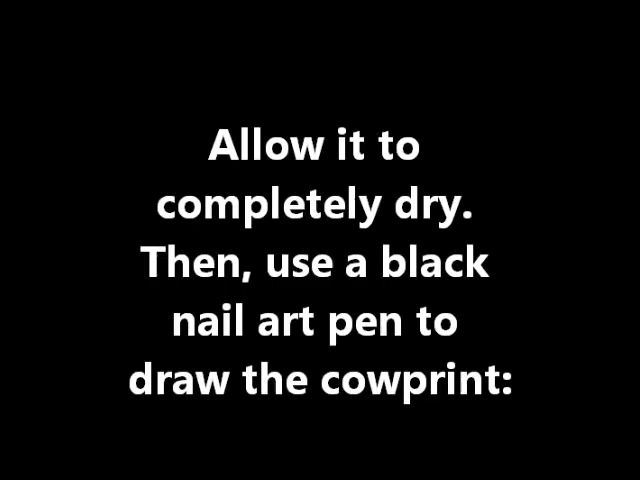 Allow it to
completely dry.
Then, use a black
nail art pen to
draw the cowprint: